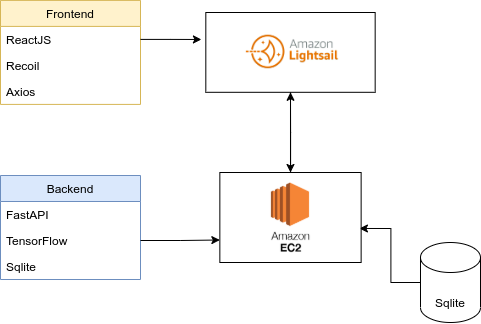 Frontend
ReactJS
Recoil
Axios
Amazon
Lightsail
Backend
FastAPI
TensorFlow
Sqlite
Amazon
EC2
Sqlite